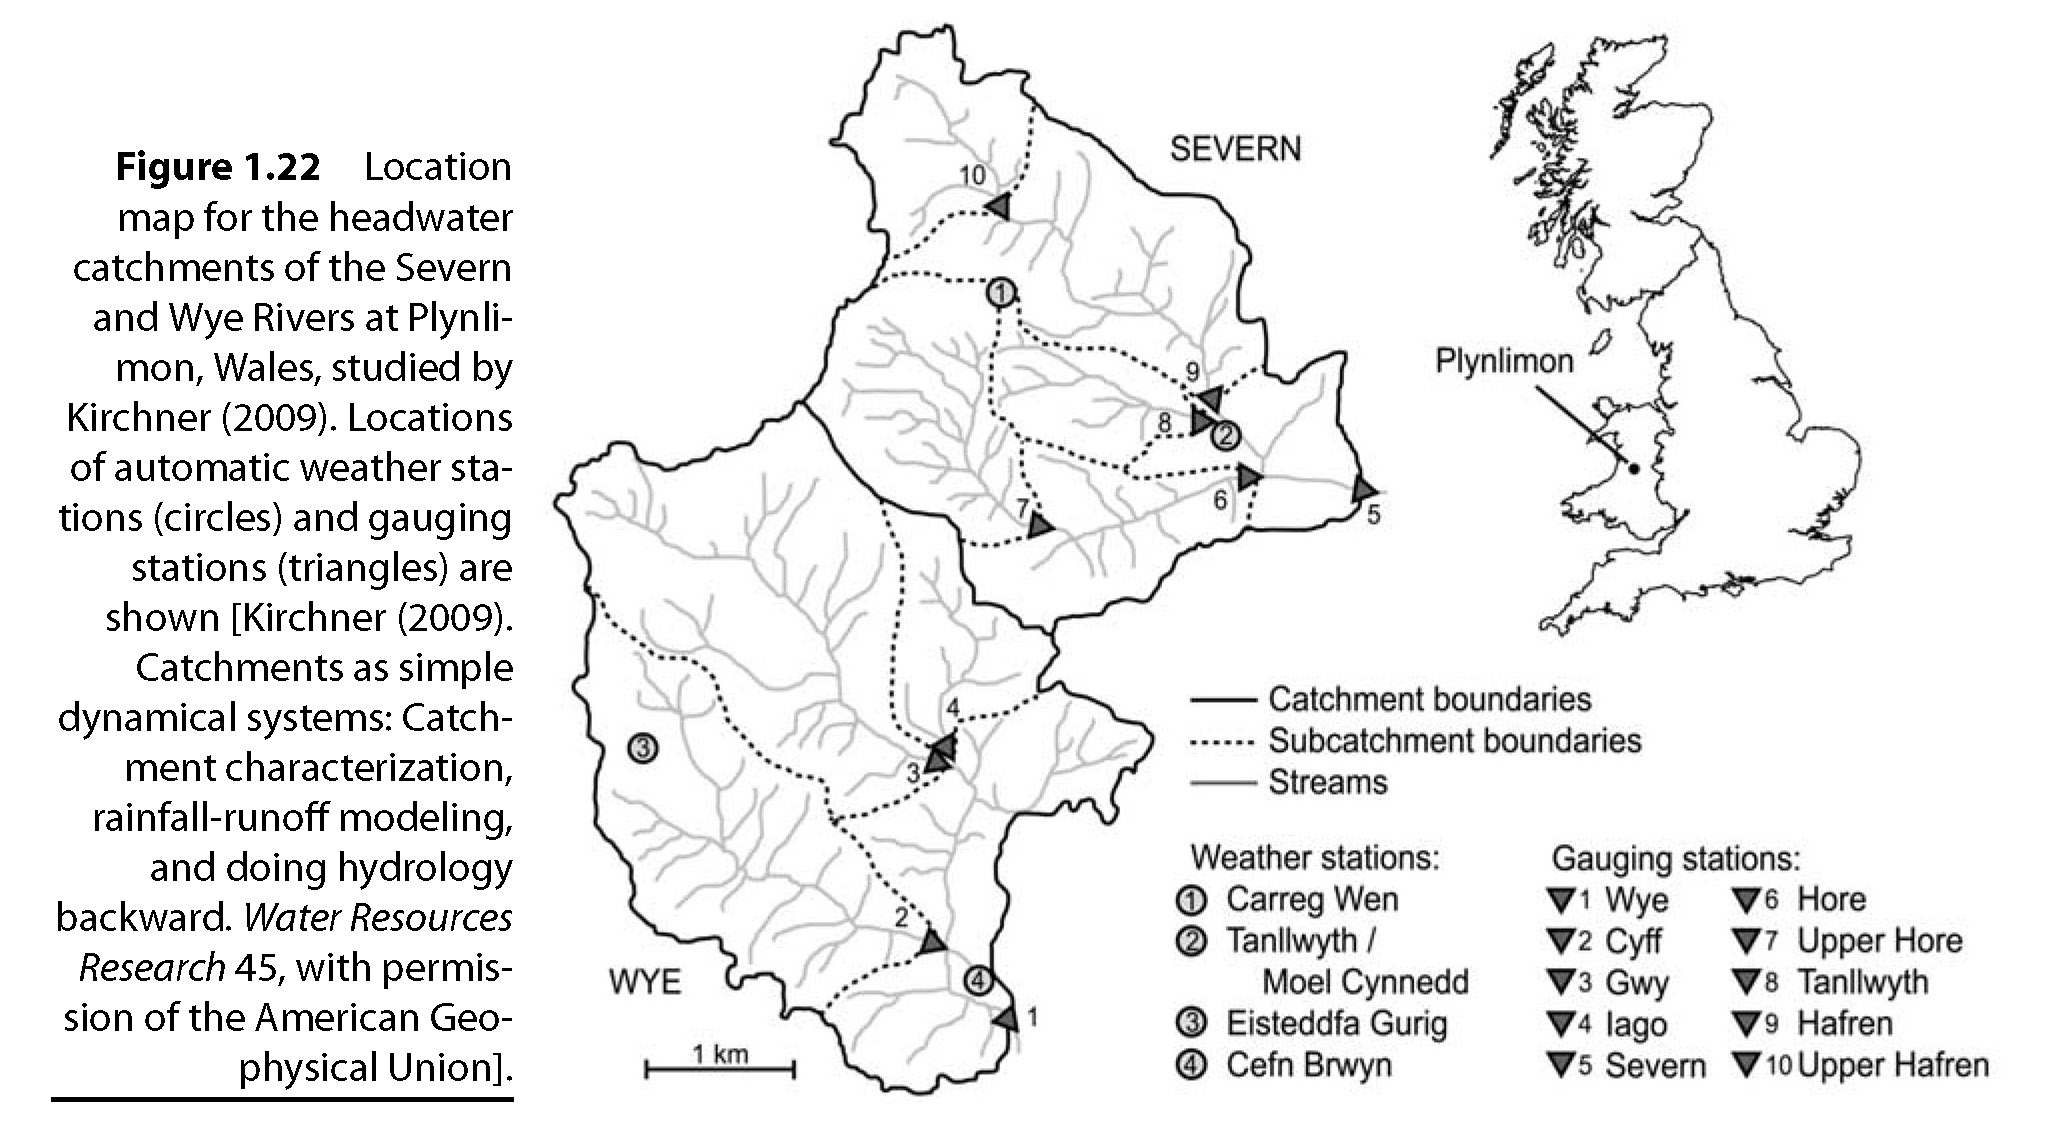 Figure 1.22 Location
map for the headwater
catchments of the Severn
and Wye Rivers at Plynli-
mon, Wales, studied by
Kirchner (2009). Locations
of automatic weather sta-
tions (circles) and gauging
stations (triangles) are
shown [Kirchner (2009).
Catchments as simple
dynamical systems: Catch-
ment characterization,
rainfall-runoff modeling,
and doing hydrology
backward. Water Resources
Research 45, with permis-
sion of the American Geo-
physical Union].
SEVERN
10
1
9
8
2
6
7
5
4
3
3
2
4
1
WYE
1 km
Plynlimon
Catchment boundaries
Subcatchment boundaries
Streams
Weather stations:
1 Carreg Wen
2 Tanllwyth /
Moel Cynnedd
3 Eisteddfa Gurig
4 Cefn Brwyn
Gauging stations:
1 Wye
2 Cyff
3 Gwy
4 Iago
5 Severn
6 Hore
7 Upper Hore
8 Tanllwyth
9 Hafren
10 Upper Hafren